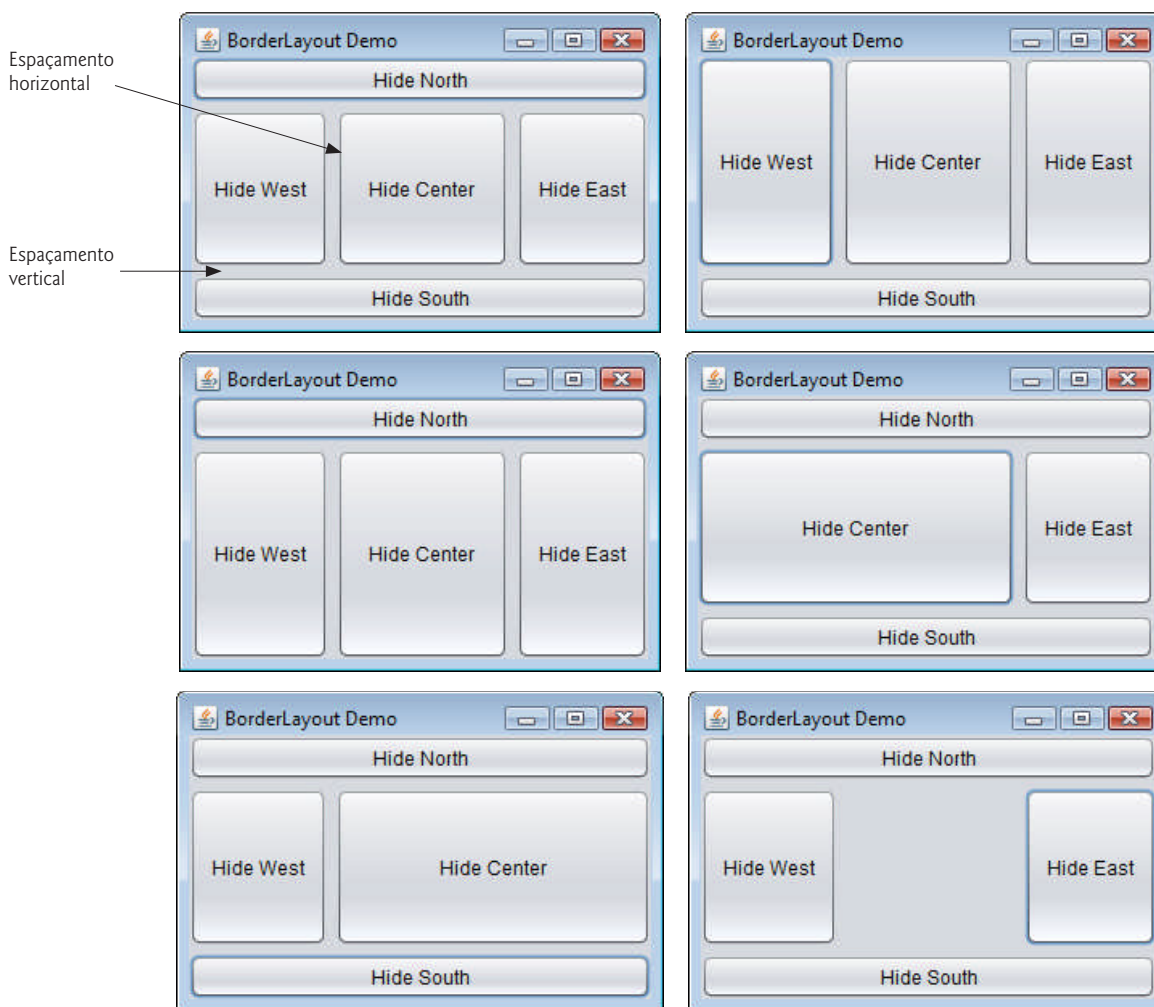 Espaçamento
horizontal
Espaçamento
vertical
BorderLayout Demo
Hide North
Hide West
Hide Center
Hide East
Hide South
BorderLayout Demo
Hide West
Hide Center
Hide East
Hide South
BorderLayout Demo
Hide North
Hide West
Hide Center
Hide East
BorderLayout Demo
Hide North
Hide Center
Hide East
Hide South
BorderLayout Demo
Hide North
Hide West
Hide Center
Hide South
BorderLayout Demo
Hide North
Hide West
Hide East
Hide South